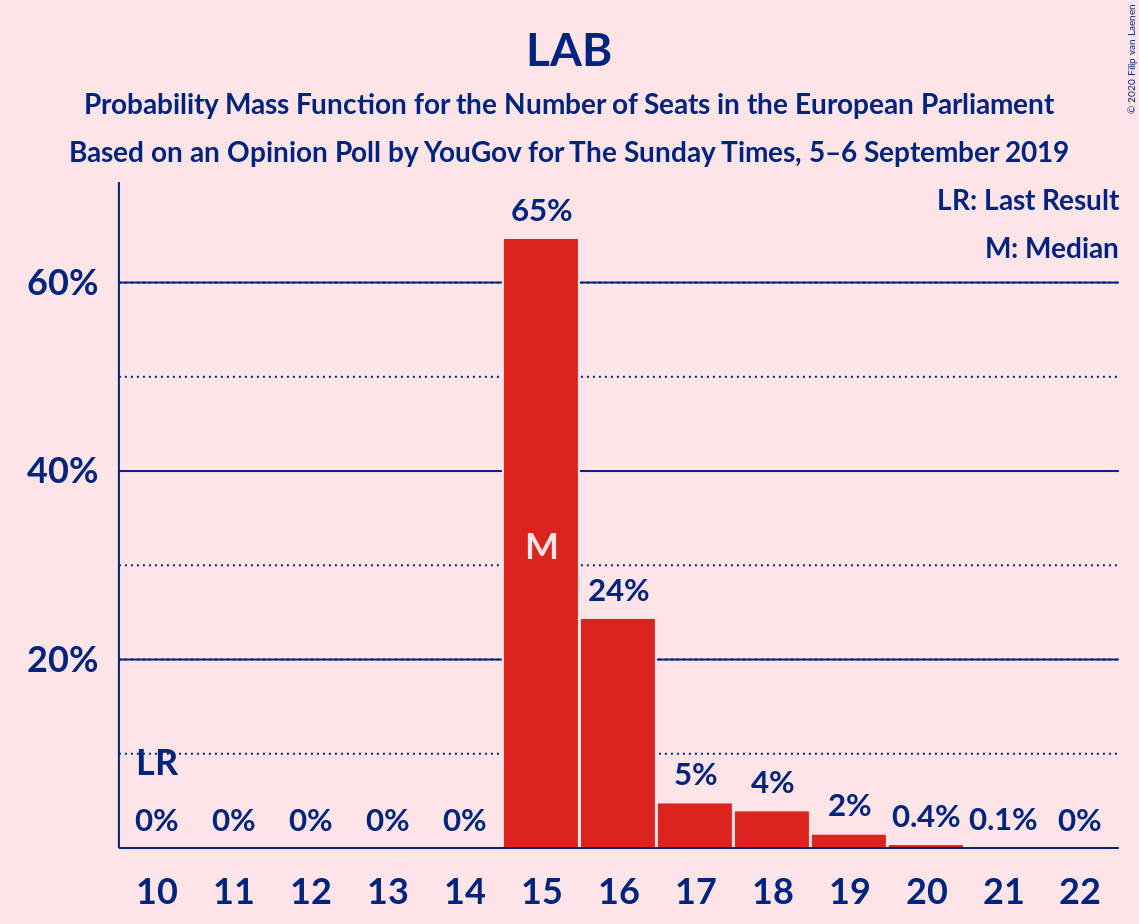 LAB
Probability Mass Function for the Number of Seats in the European Parliament
Based on an Opinion Poll by YouGov for The Sunday Times, 5–6 September 2019
© 2020 Filip van Laenen
LR: Last Result
M: Median
60%
40%
20%
LR
M
0% 0% 0% 0% 0% 65% 24% 5% 4% 2% 0.4% 0.1% 0%
10 11 12 13 14 15 16 17 18 19 20 21 22